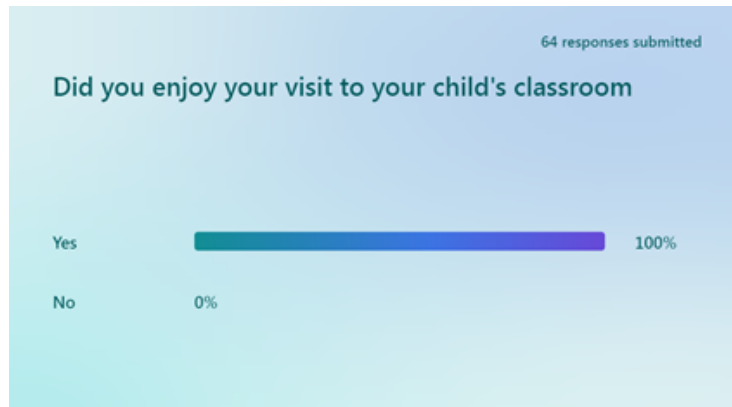 64 responses submitted
Did you enjoy your visit to your child's classroom
Yes 100%
No 0%